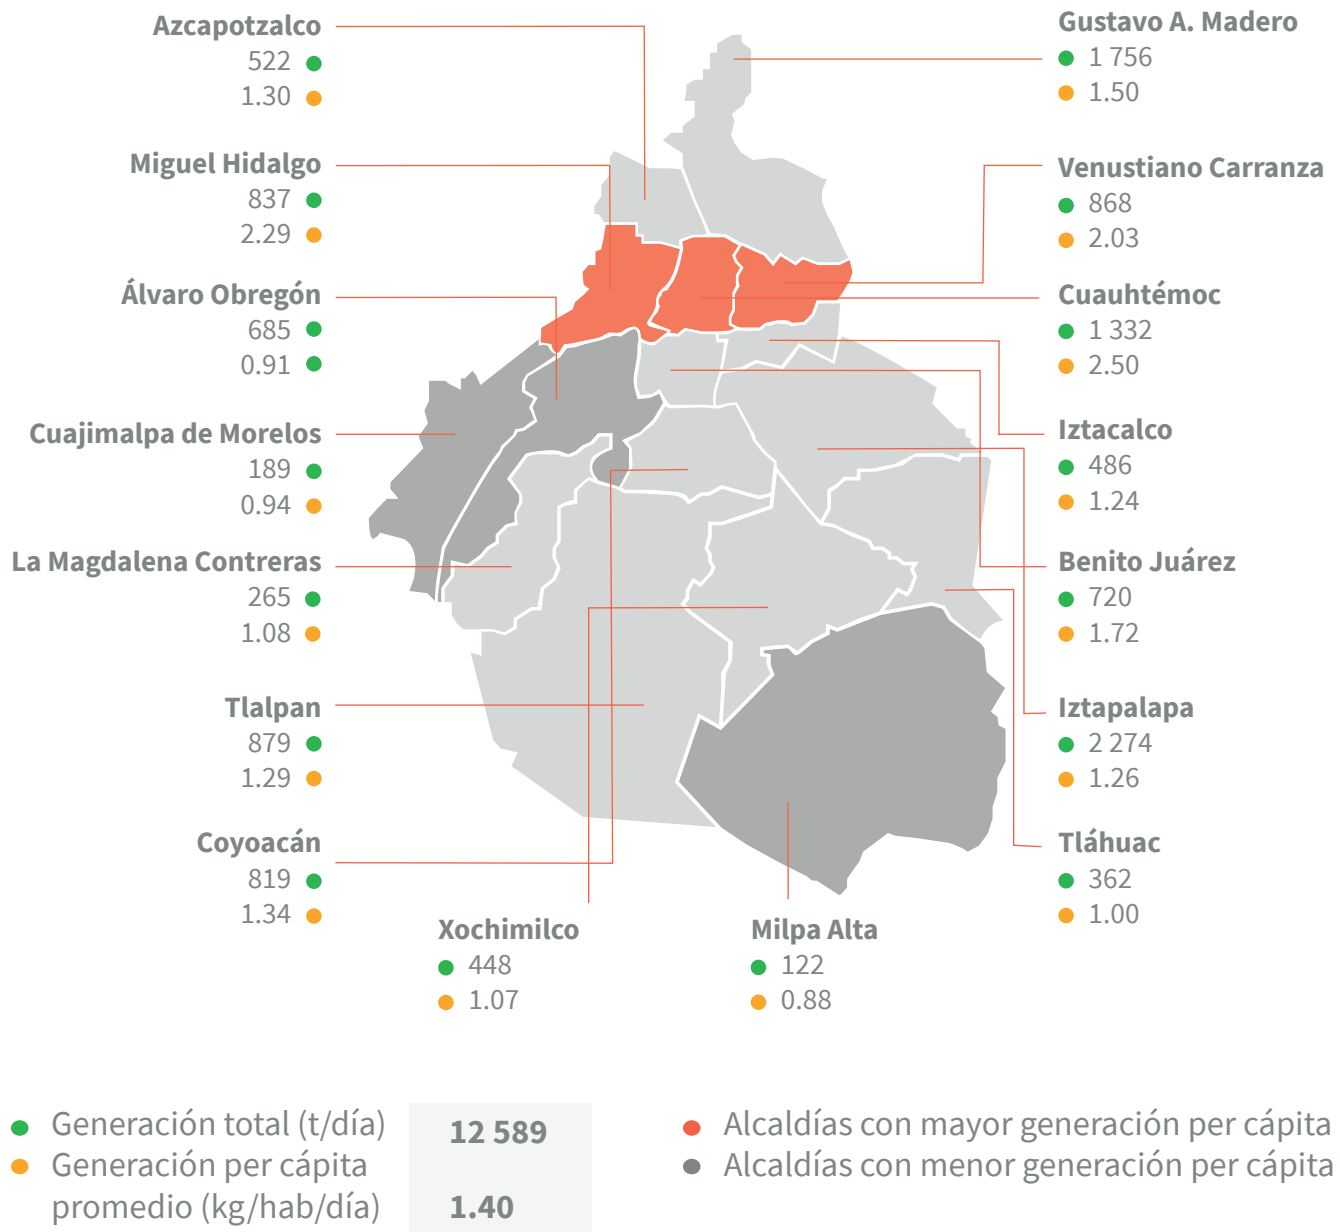 Azcapotzalco
522
1.30
Miguel Hidalgo
837
2.29
Álvaro Obregón
685
0.91
Cuajimalpa de Morelos
189
0.94
La Magdalena Contreras
265
1.08
Tlalpan
879
1.29
Coyoacán
819
1.34
Xochimilco
448
1.07
Milpa Alta
122
0.88
Gustavo A. Madero
1 756
1.50
Venustiano Carranza
868
2.03
Cuauhtémoc
1 332
2.50
Iztacalco
486
1.24
Benito Juárez
720
1.72
Iztapalapa
2 274
1.26
Tláhuac
362
1.00
Generación total (t/día) 12 589
Generación per cápita
promedio (kg/hab/día) 1.40
Alcaldías con mayor generación per cápita
Alcaldías con menor generación per cápita